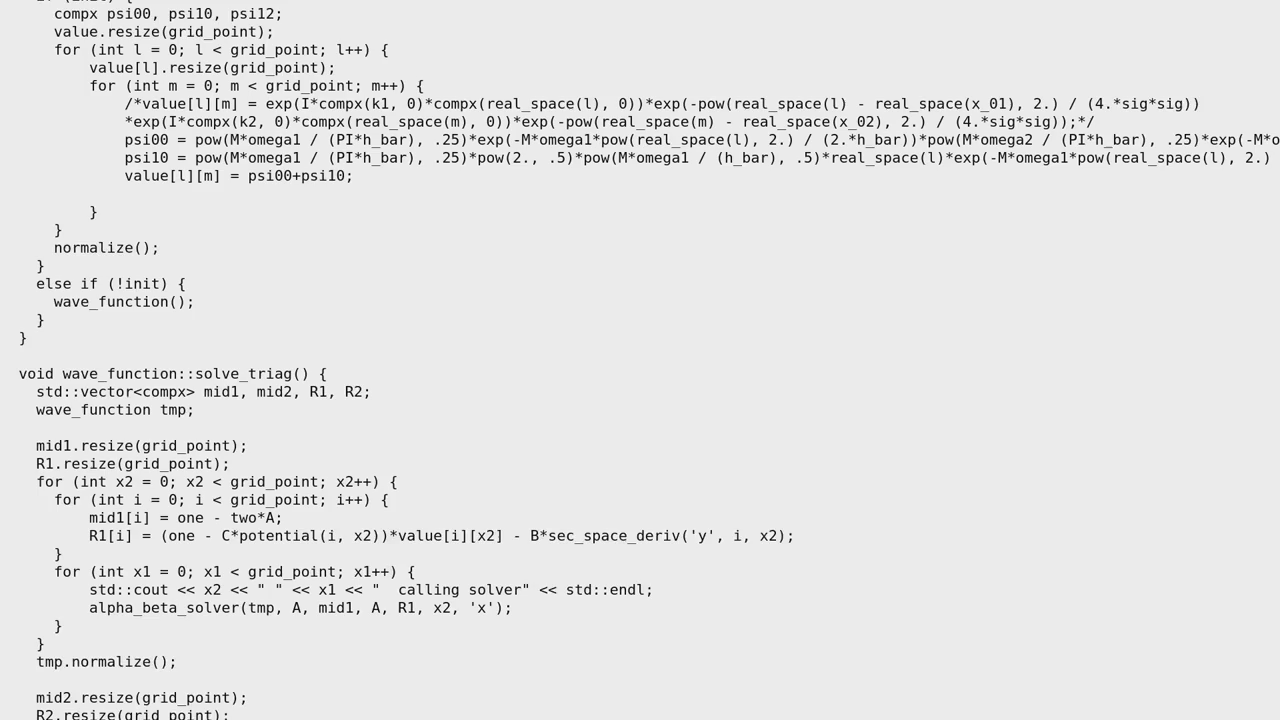 compx psi00, psi10, psi12;
value.resize(grid_point);
for (int l = 0; l < grid_point; l++) {
value[l].resize(grid_point);
for (int m = 0; m < grid_point; m++) {
/*value[l][m] = exp(I*compx(k1, 0)*compx(real_space(l), 0))*exp(-pow(real_space(l) - real_space(x_01), 2.) / (4.*sig*sig))
*exp(I*compx(k2, 0)*compx(real_space(m), 0))*exp(-pow(real_space(m) - real_space(x_02), 2.) / (4.*sig*sig));*/
psi00 = pow(M*omega1 / (PI*h_bar), .25)*exp(-M*omega1*pow(real_space(l), 2.) / (2.*h_bar))*pow(M*omega2 / (PI*h_bar), .25)*exp(-M*o
psi10 = pow(M*omega1 / (PI*h_bar), .25)*pow(2., .5)*pow(M*omega1 / (h_bar), .5)*real_space(l)*exp(-M*omega1*pow(real_space(l), 2.)
value[l][m] = psi00+psi10;
}
}
normalize();
}
else if (!init) {
wave_function();
}
}
void wave_function::solve_triag() {
std::vector<compx> mid1, mid2, R1, R2;
wave_function tmp;
mid1.resize(grid_point);
R1.resize(grid_point);
for (int x2 = 0; x2 < grid_point; x2++) {
for (int i = 0; i < grid_point; i++) {
mid1[i] = one - two*A;
R1[i] = (one - C*potential(i, x2))*value[i][x2] - B*sec_space_deriv('y', i, x2);
}
for (int x1 = 0; x1 < grid_point; x1++) {
std::cout << x2 << " " << x1 << "  calling solver" << std::endl;
alpha_beta_solver(tmp, A, mid1, A, R1, x2, 'x');
}
}
tmp.normalize();
mid2.resize(grid_point);
R2.resize(grid_point);